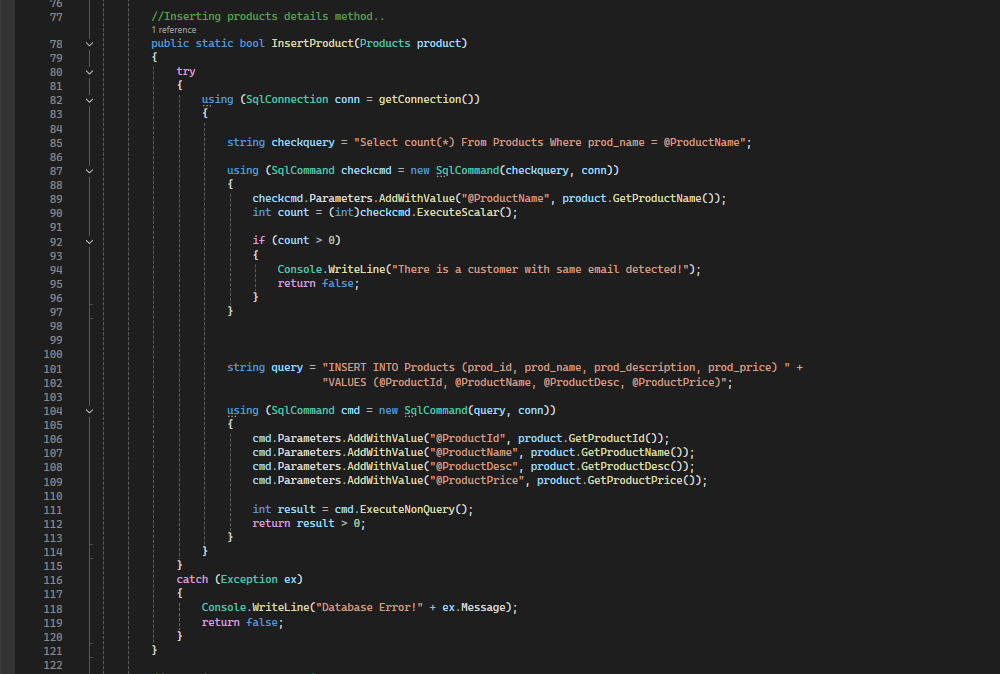 76
77 //Inserting products details method..
1 reference
78 public static bool InsertProduct(Products product)
79 {
80 try
81 {
82 using (SqlConnection conn = getConnection())
83 {
84
85 string checkquery = "Select count(*) From Products Where prod_name = @ProductName";
86
87 using (SqlCommand checkcmd = new SqlCommand(checkquery, conn))
88 {
89 checkcmd.Parameters.AddWithValue("@ProductName", product.GetProductName());
90 int count = (int)checkcmd.ExecuteScalar();
91
92 if (count > 0)
93 {
94 Console.WriteLine("There is a customer with same email detected!");
95 return false;
96 }
97 }
98
99
100
101 string query = "INSERT INTO Products (prod_id, prod_name, prod_description, prod_price) " +
102 "VALUES (@ProductId, @ProductName, @ProductDesc, @ProductPrice)";
103
104 using (SqlCommand cmd = new SqlCommand(query, conn))
105 {
106 cmd.Parameters.AddWithValue("@ProductId", product.GetProductId());
107 cmd.Parameters.AddWithValue("@ProductName", product.GetProductName());
108 cmd.Parameters.AddWithValue("@ProductDesc", product.GetProductDesc());
109 cmd.Parameters.AddWithValue("@ProductPrice", product.GetProductPrice());
110
111 int result = cmd.ExecuteNonQuery();
112 return result > 0;
113 }
114 }
115 }
116 catch (Exception ex)
117 {
118 Console.WriteLine("Database Error!" + ex.Message);
119 return false;
120 }
121 }
122